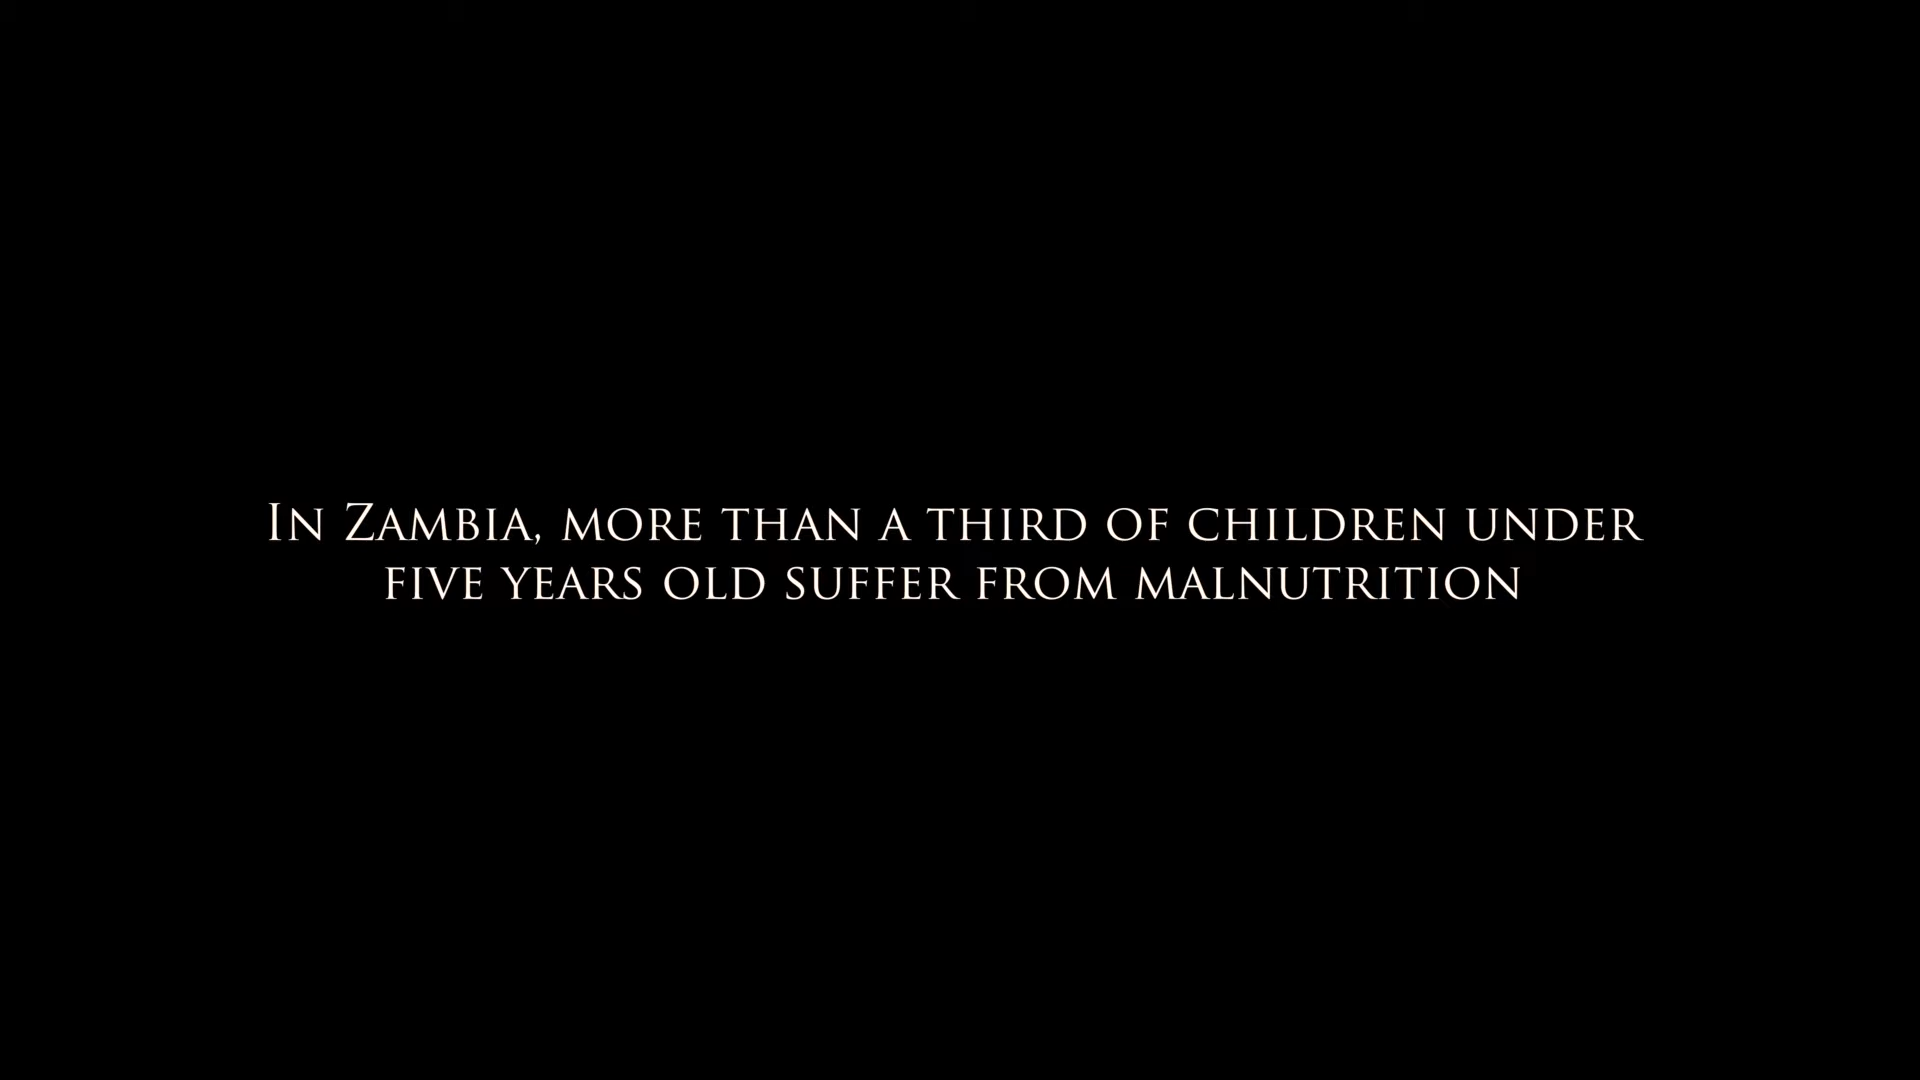 In Zambia, more than a third of children under
five years old suffer from malnutrition